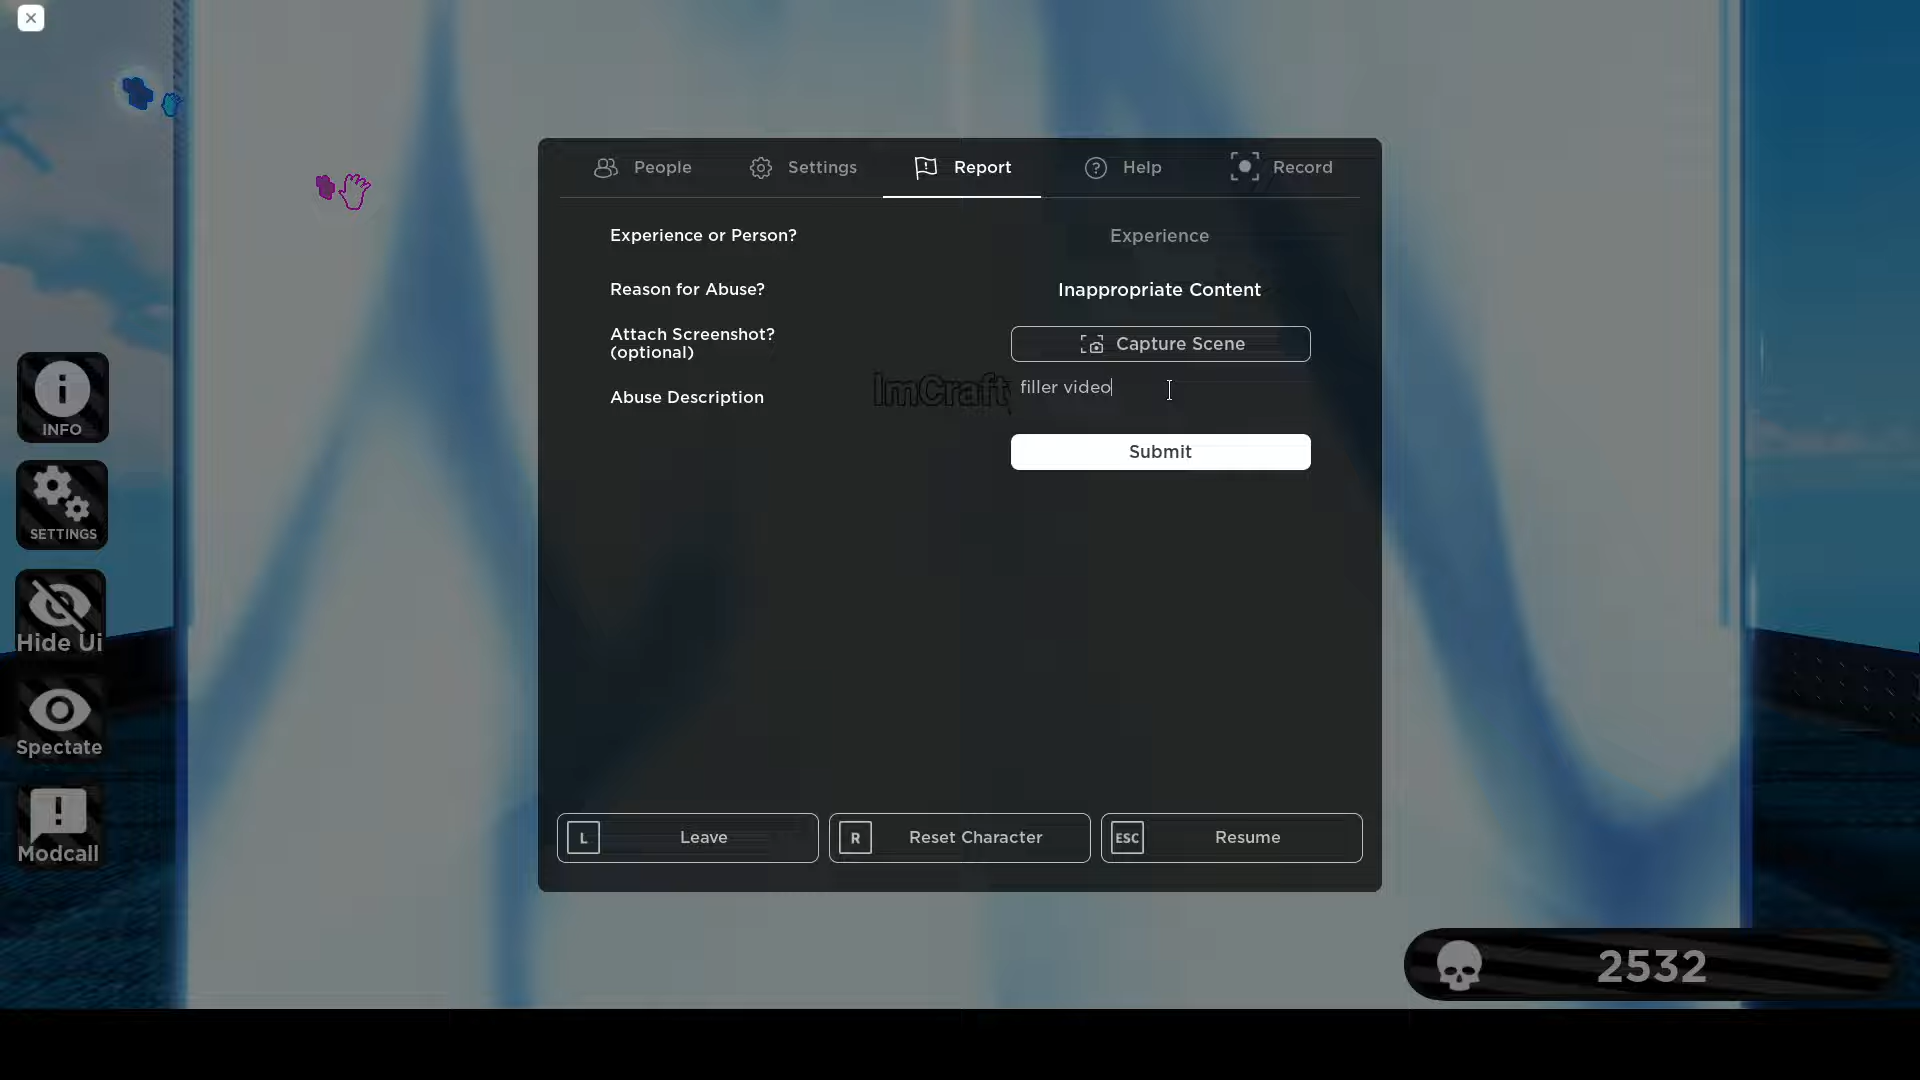 People
Settings
Report
Help
Record
Experience or Person?
Experience
Reason for Abuse?
Inappropriate Content
Attach Screenshot?
(optional)
Capture Scene
ImCraft
Abuse Description
filler video
Submit
INFO
SETTINGS
Hide Ui
Spectate
Modcall
L
Leave
R
Reset Character
ESC
Resume
2532